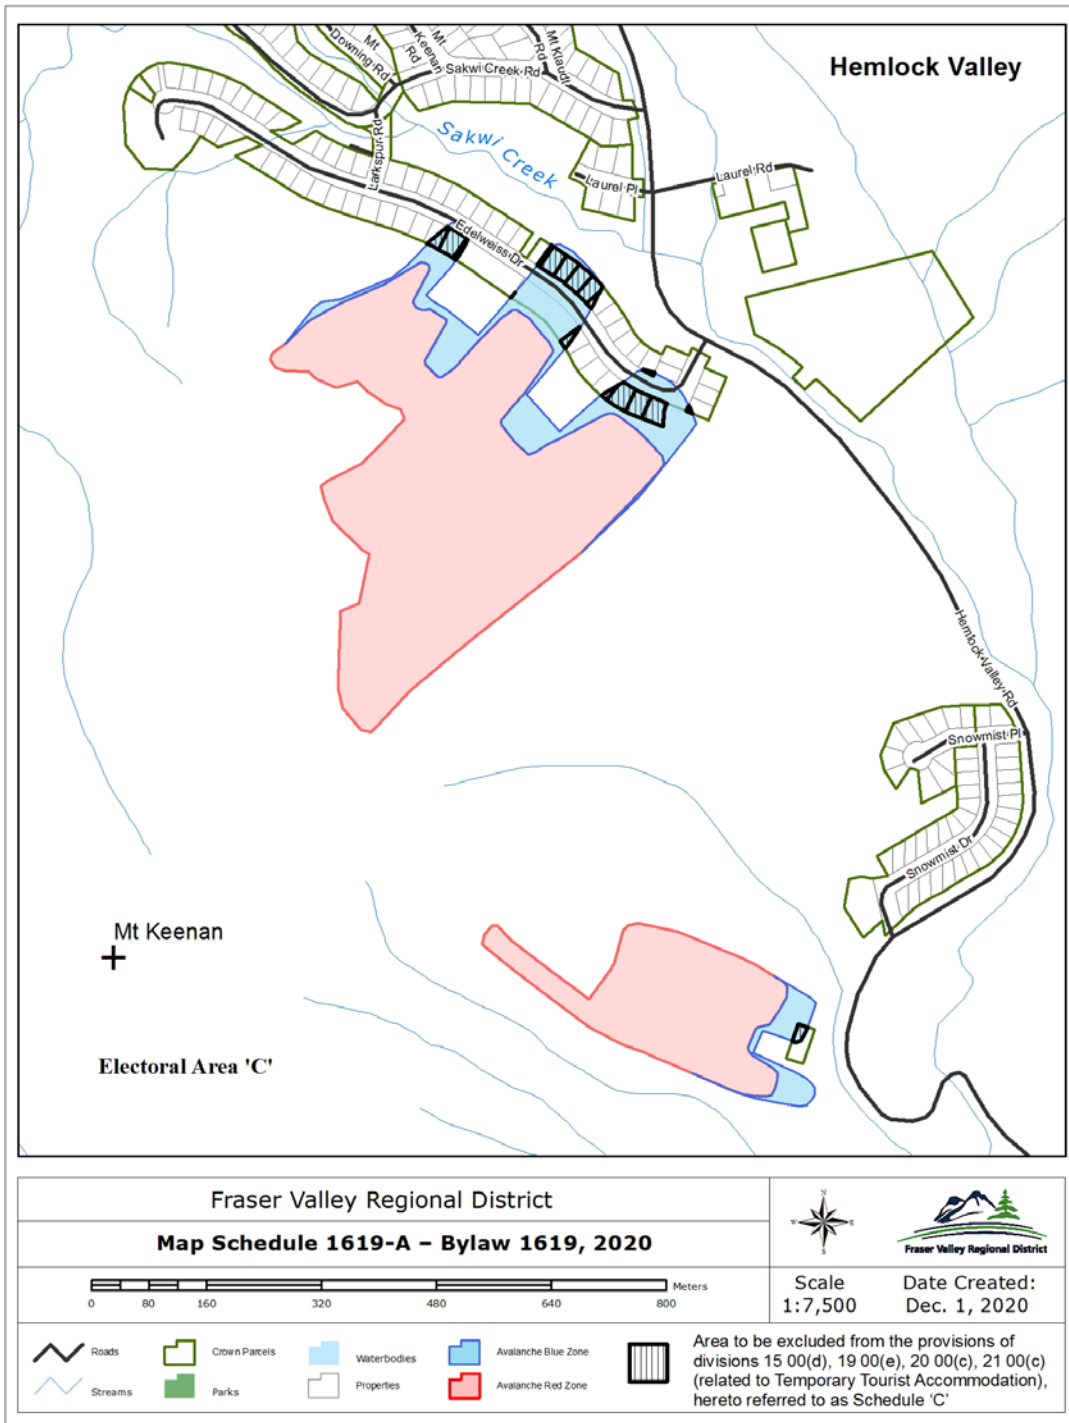 Hemlock Valley
Mt Downing Rd
Mt Keenan Rd
Rd
Mt Klaudt
Sakwi Creek Rd
Sakwi Creek
Larkspur Rd
Laurel Pl
Laurel Rd
Edelweiss Dr
Hemlock Valley Rd
Snowmist Pl
Snowmist Dr
Mt Keenan
Electoral Area 'C'
Fraser Valley Regional District
Map Schedule 1619-A – Bylaw 1619, 2020
N
W
E
S
Fraser Valley Regional District
0 80 160 320 480 640 800 Meters
Scale
1:7,500
Date Created:
Dec. 1, 2020
Roads
Streams
Crown Parcels
Parks
Waterbodies
Properties
Avalanche Blue Zone
Avalanche Red Zone
Area to be excluded from the provisions of
divisions 15 00(d), 19 00(e), 20 00(c), 21 00(c)
(related to Temporary Tourist Accommodation),
hereto referred to as Schedule ‘C’